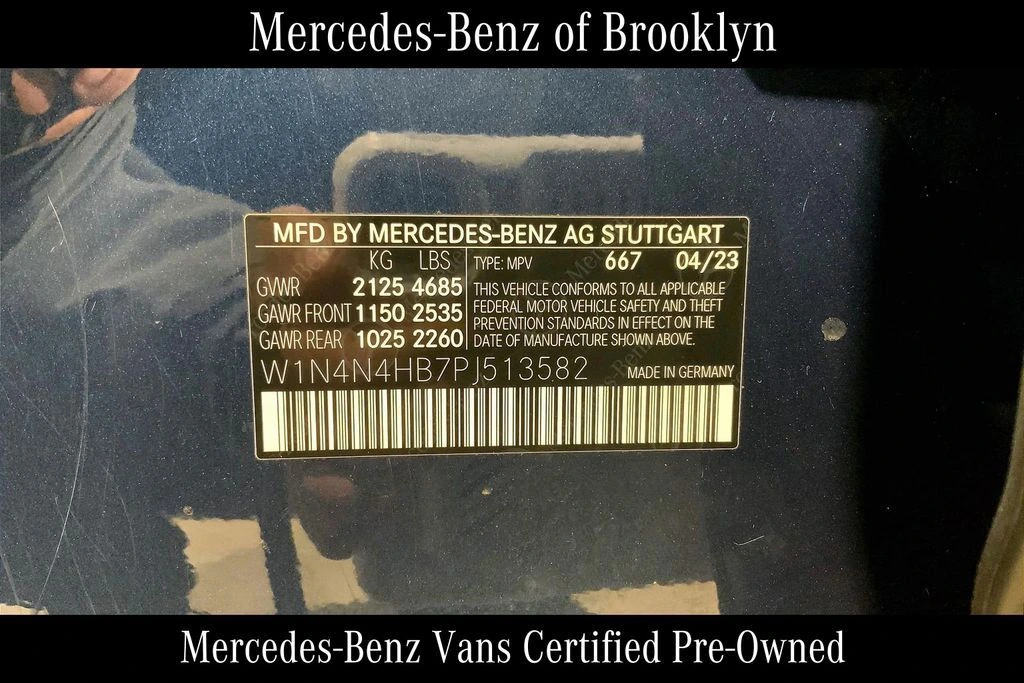 Mercedes-Benz of Brooklyn
MFD BY MERCEDES-BENZ AG STUTTGART
KG LBS
GVWR 2125 4685
GAWR FRONT 1150 2535
GAWR REAR 1025 2260
TYPE: MPV 667 04/23
THIS VEHICLE CONFORMS TO ALL APPLICABLE
FEDERAL MOTOR VEHICLE SAFETY AND THEFT
PREVENTION STANDARDS IN EFFECT ON THE
DATE OF MANUFACTURE SHOWN ABOVE.
W1N4N4HB7PJ513582 MADE IN GERMANY
Mercedes-Benz Vans Certified Pre-Owned